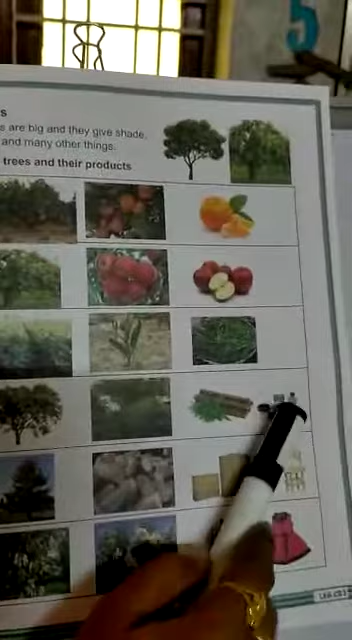 s
s are big and they give shade,
and many other things.
trees and their products
5